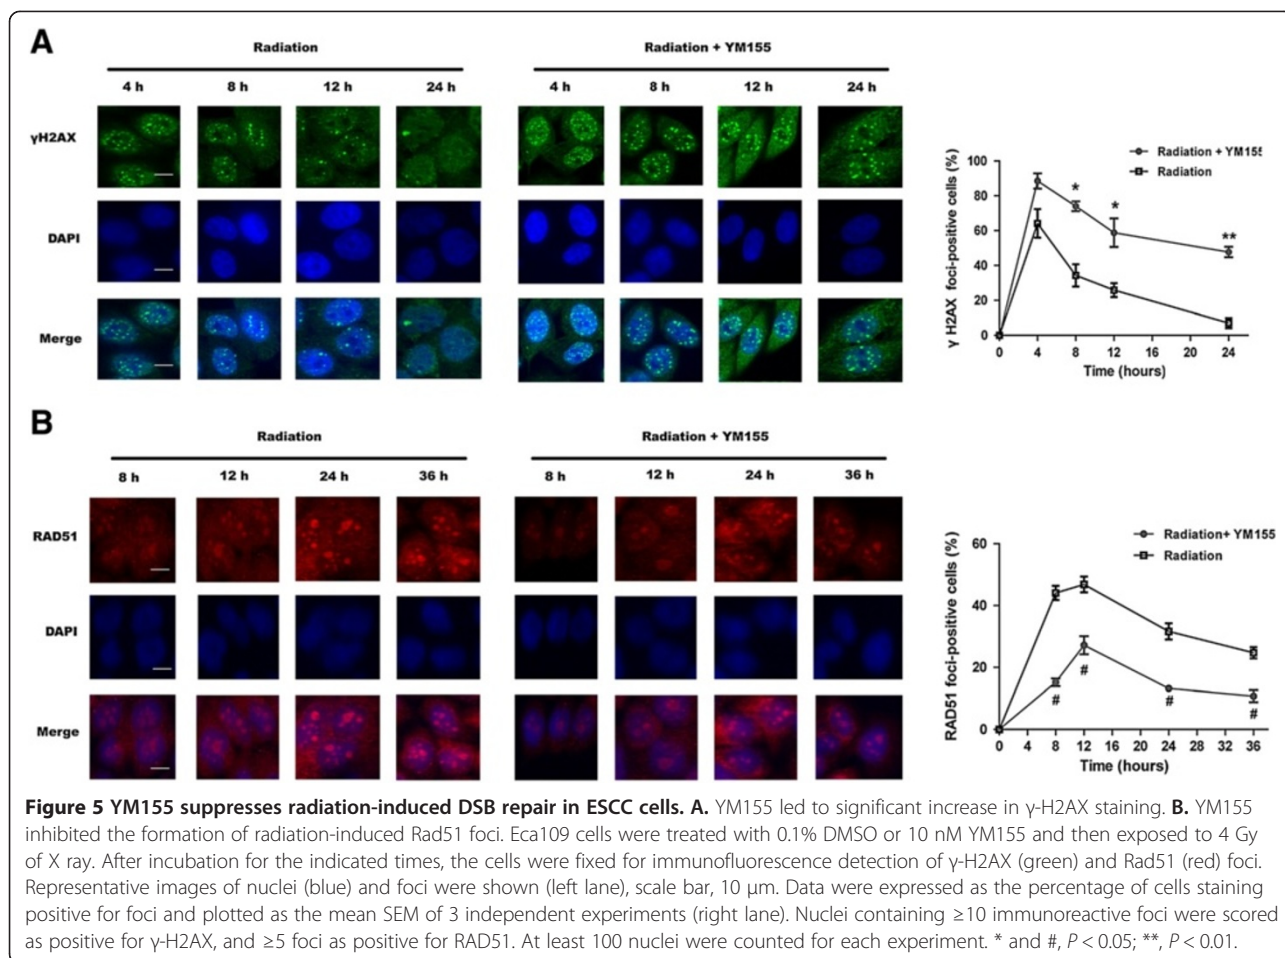 A
Radiation
Radiation + YM155
4 h 8 h 12 h 24 h 4 h 8 h 12 h 24 h
γH2AX
DAPI
Merge
Radiation + YM155
Radiation
γ H2AX foci-positive cells (%)
100
80
60
40
20
0
*
*
**
0 4 8 12 16 20 24
Time (hours)
B
Radiation
Radiation + YM155
8 h 12 h 24 h 36 h 8 h 12 h 24 h 36 h
RAD51
DAPI
Merge
Radiation+ YM155
Radiation
RAD51 foci-positive cells (%)
60
40
20
0
#
#
#
#
0 4 8 12 16 20 24 28 32 36
Time (hours)
Figure 5 YM155 suppresses radiation-induced DSB repair in ESCC cells. A. YM155 led to significant increase in γ-H2AX staining. B. YM155
inhibited the formation of radiation-induced Rad51 foci. Eca109 cells were treated with 0.1% DMSO or 10 nM YM155 and then exposed to 4 Gy
of X ray. After incubation for the indicated times, the cells were fixed for immunofluorescence detection of γ-H2AX (green) and Rad51 (red) foci.
Representative images of nuclei (blue) and foci were shown (left lane), scale bar, 10 μm. Data were expressed as the percentage of cells staining
positive for foci and plotted as the mean SEM of 3 independent experiments (right lane). Nuclei containing ≥10 immunoreactive foci were scored
as positive for γ-H2AX, and ≥5 foci as positive for RAD51. At least 100 nuclei were counted for each experiment. * and #, P < 0.05; **, P < 0.01.